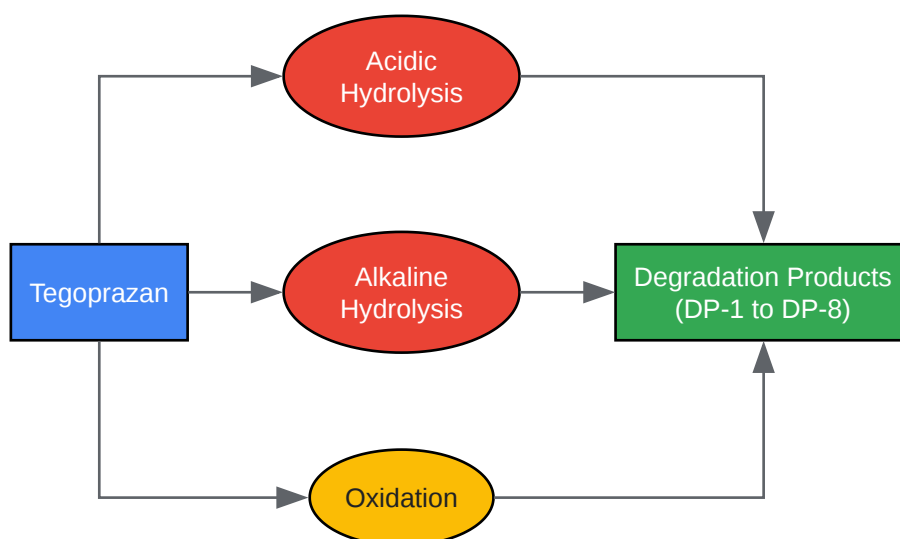 Acidic
Hydrolysis
Tegoprazan
Alkaline
Hydrolysis
Degradation Products
(DP-1 to DP-8)
Oxidation